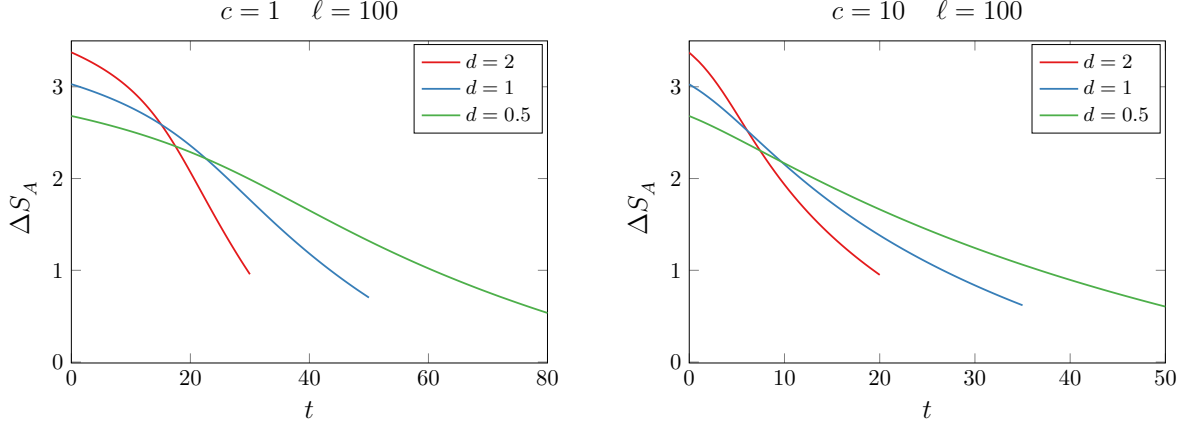 c = 1 ℓ = 100
d = 2
d = 1
d = 0.5
ΔS_A
3
2
1
0
0 20 40 60 80
t
c = 10 ℓ = 100
d = 2
d = 1
d = 0.5
ΔS_A
3
2
1
0
0 10 20 30 40 50
t